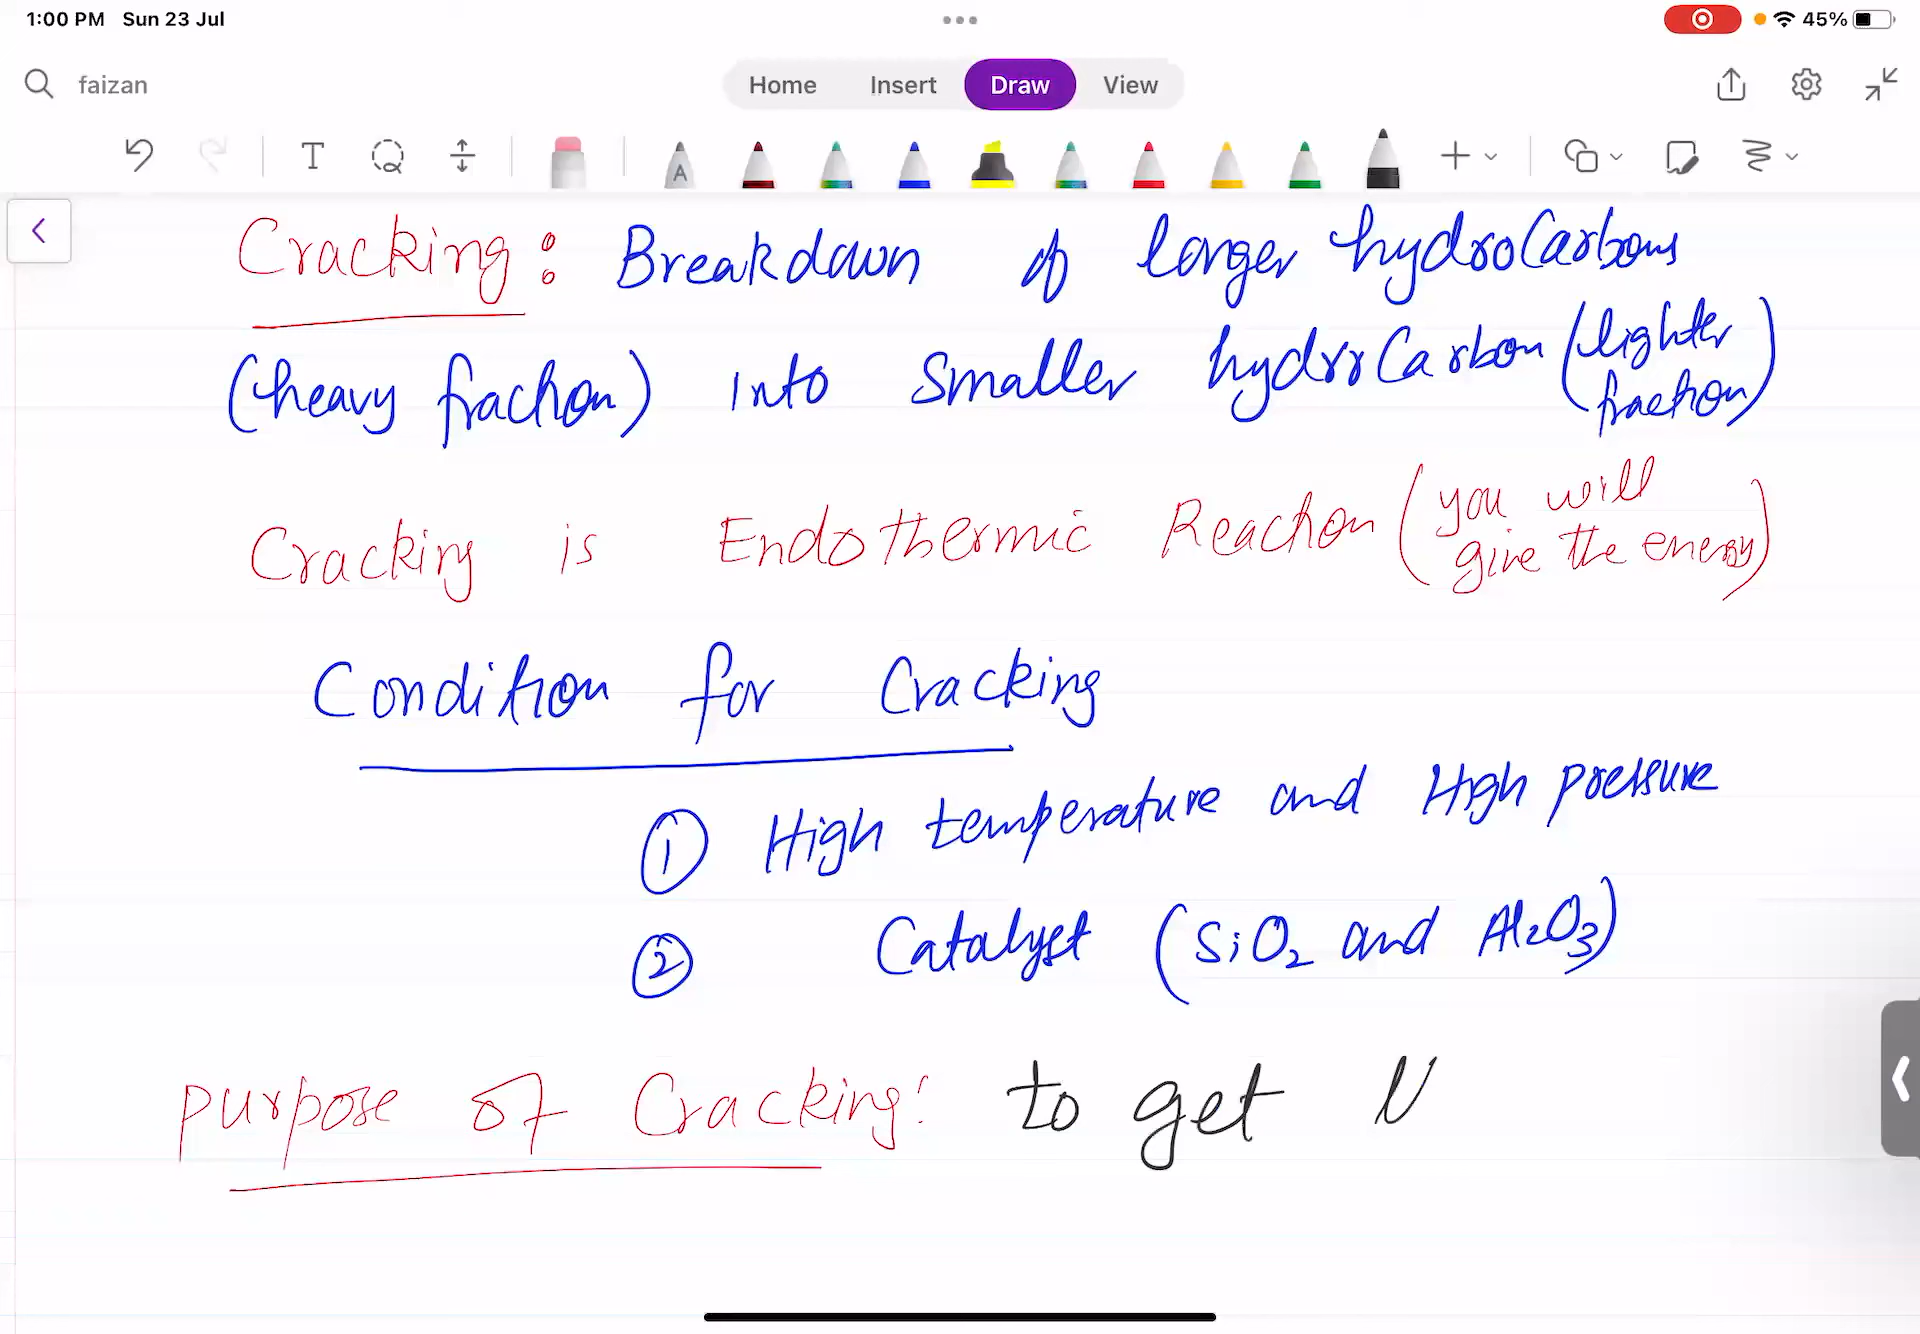 1:00 PM Sun 23 Jul
45%
faizan
Home Insert Draw View
T
A
Cracking: Breakdown of larger hydrocarbons
(heavy fraction) into smaller hydrocarbon (lighter fraction)
Cracking is Endothermic Reaction (you will give the energy)
Condition for Cracking
① High temperature and High pressure
② Catalyst (SiO₂ and Al₂O₃)
purpose of Cracking: to get